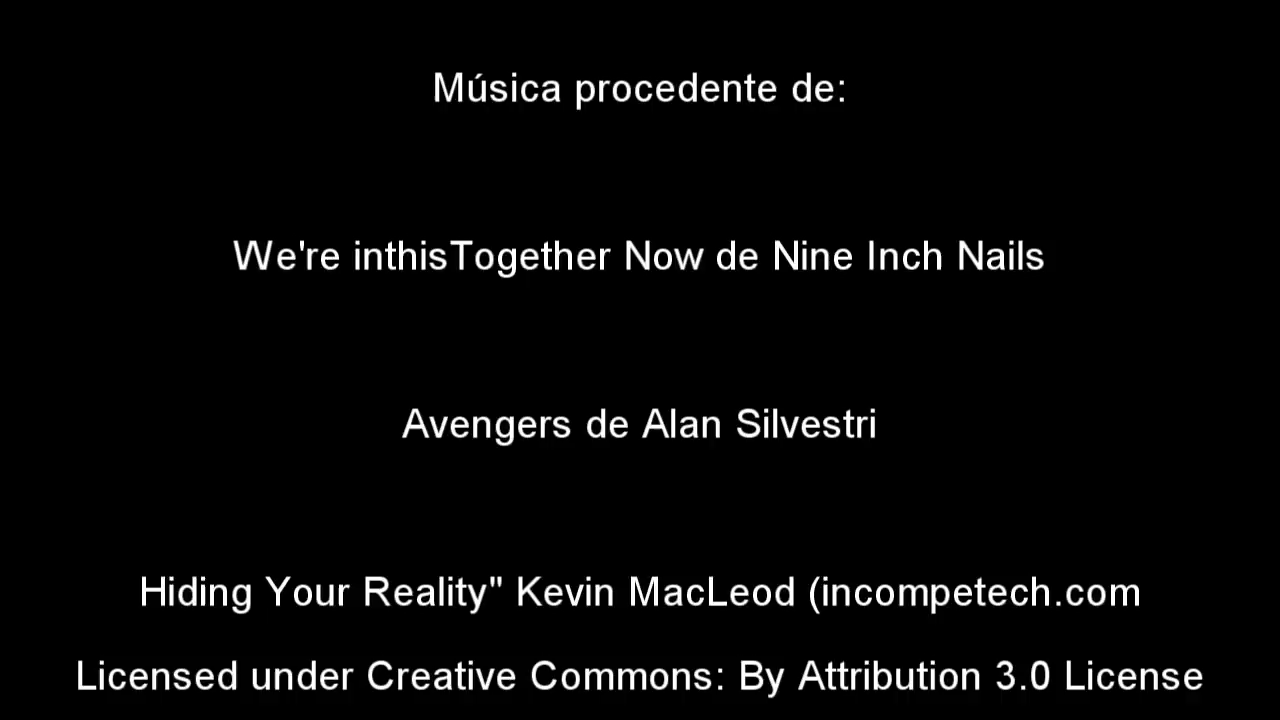 Música procedente de:
We're inthisTogether Now de Nine Inch Nails
Avengers de Alan Silvestri
Hiding Your Reality" Kevin MacLeod (incompetech.com
Licensed under Creative Commons: By Attribution 3.0 License